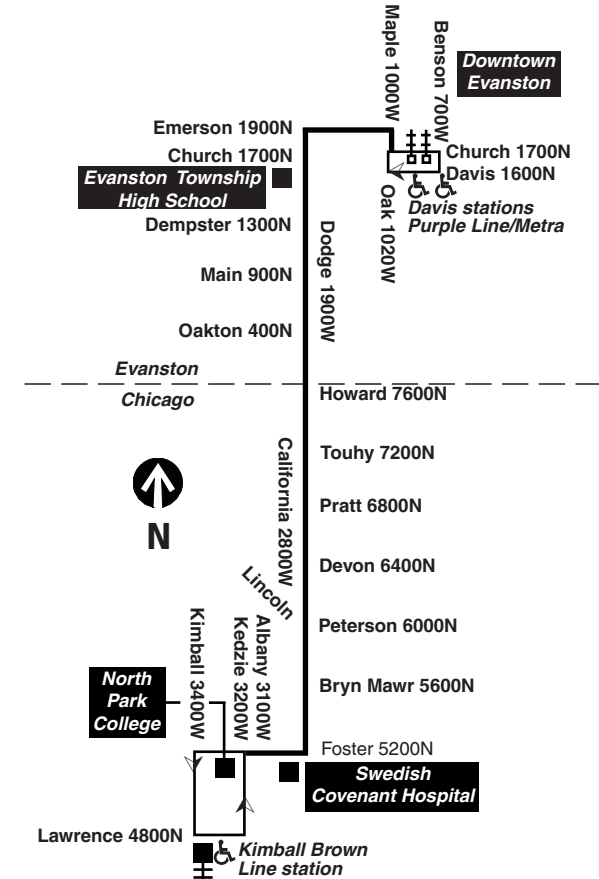 Maple 1000W
Benson 700W
Downtown
Evanston
Emerson 1900N
Church 1700N
Church 1700N
Davis 1600N
Evanston Township
High School
Oak 1020W
Davis stations
Purple Line/Metra
Dempster 1300N
Dodge 1900W
Main 900N
Oakton 400N
Evanston
Chicago
Howard 7600N
California 2800W
Touhy 7200N
Pratt 6800N
N
Devon 6400N
Lincoln
Peterson 6000N
Kimball 3400W
Kedzie 3200W
Albany 3100W
North
Park
College
Bryn Mawr 5600N
Foster 5200N
Swedish
Covenant Hospital
Lawrence 4800N
Kimball Brown
Line station